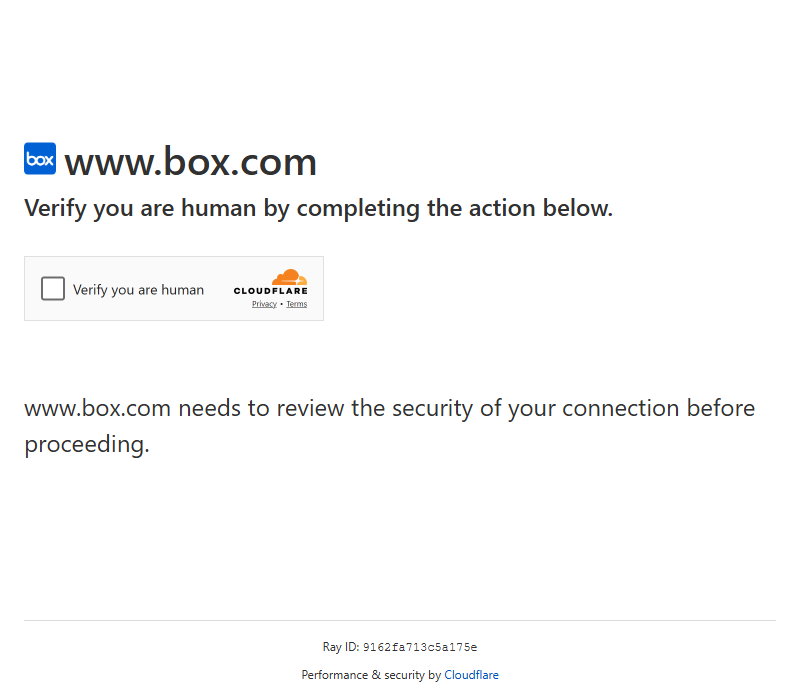 box www.box.com
Verify you are human by completing the action below.
Verify you are human
CLOUDFLARE
Privacy • Terms
www.box.com needs to review the security of your connection before
proceeding.
Ray ID: 9162fa713c5a175e
Performance & security by Cloudflare